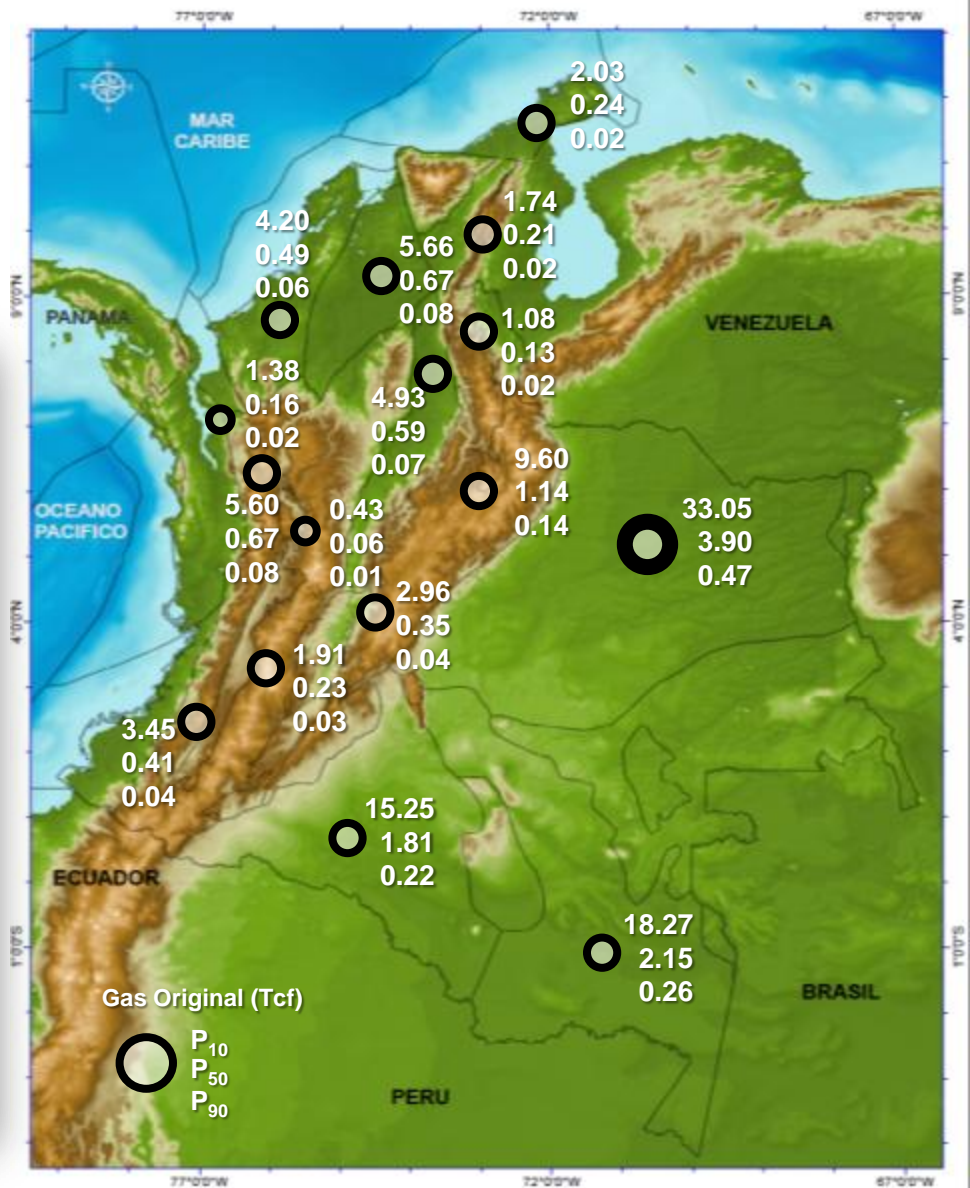 77°0'0"W 72°0'0"W 67°0'0"W
2.03
0.24
0.02
MAR
CARIBE
1.74
0.21
0.02
4.20
0.49
0.06
5.66
0.67
0.08
9°0'0"N
9°0'0"N
PANAMA
1.08
0.13
0.02
VENEZUELA
1.38
0.16
0.02
4.93
0.59
0.07
9.60
1.14
0.14
OCEANO
PACIFICO
5.60
0.67
0.08
0.43
0.06
0.01
33.05
3.90
0.47
2.96
0.35
0.04
4°0'0"N
4°0'0"N
1.91
0.23
0.03
3.45
0.41
0.04
15.25
1.81
0.22
ECUADOR
18.27
2.15
0.26
1°0'0"S
1°0'0"S
BRASIL
Gas Original (Tcf)
P10
P50
P90
PERU
77°0'0"W 72°0'0"W 67°0'0"W